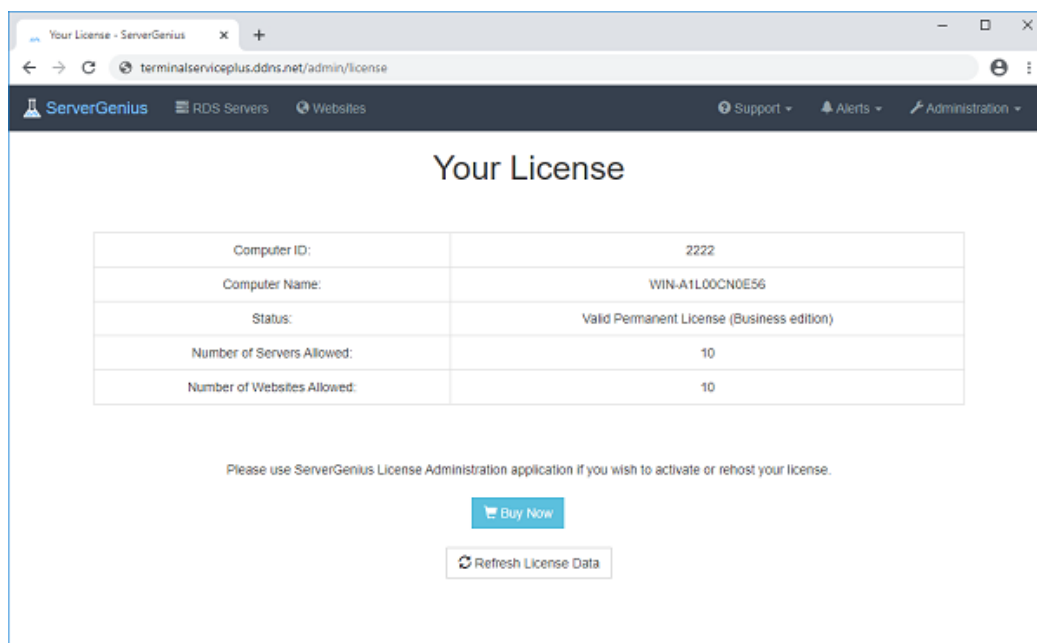 Your License - ServerGenius
terminalserviceplus.ddns.net/admin/license
ServerGenius RDS Servers Websites Support Alerts Administration
Your License
Computer ID: 2222
Computer Name: WIN-A1L00CN0E56
Status: Valid Permanent License (Business edition)
Number of Servers Allowed: 10
Number of Websites Allowed: 10
Please use ServerGenius License Administration application if you wish to activate or rehost your license.
Buy Now
Refresh License Data